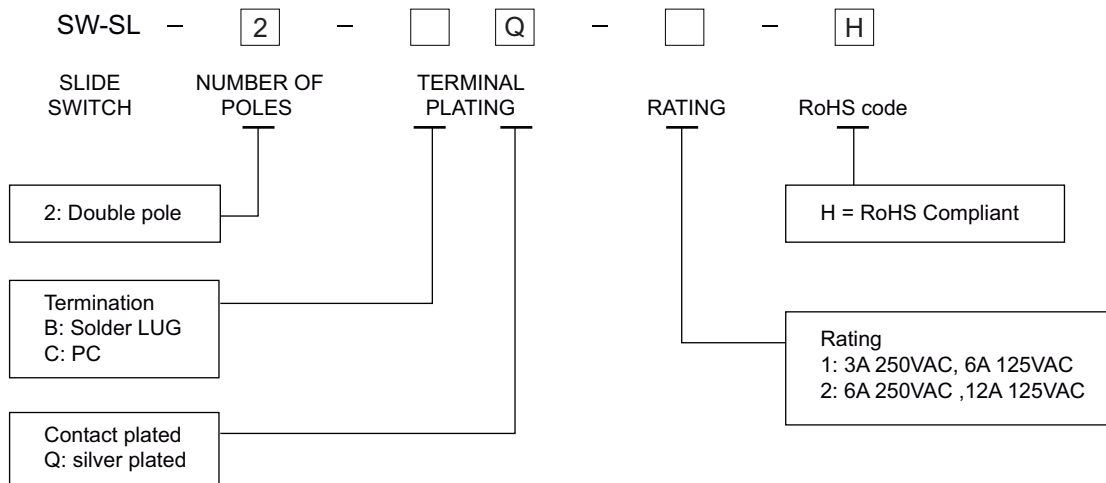 SW-SL – 2 – Q – – H
SLIDE SWITCH
NUMBER OF POLES
TERMINAL PLATING
RATING
RoHS code
2: Double pole
H = RoHS Compliant
Termination
B: Solder LUG
C: PC
Rating
1: 3A 250VAC, 6A 125VAC
2: 6A 250VAC ,12A 125VAC
Contact plated
Q: silver plated